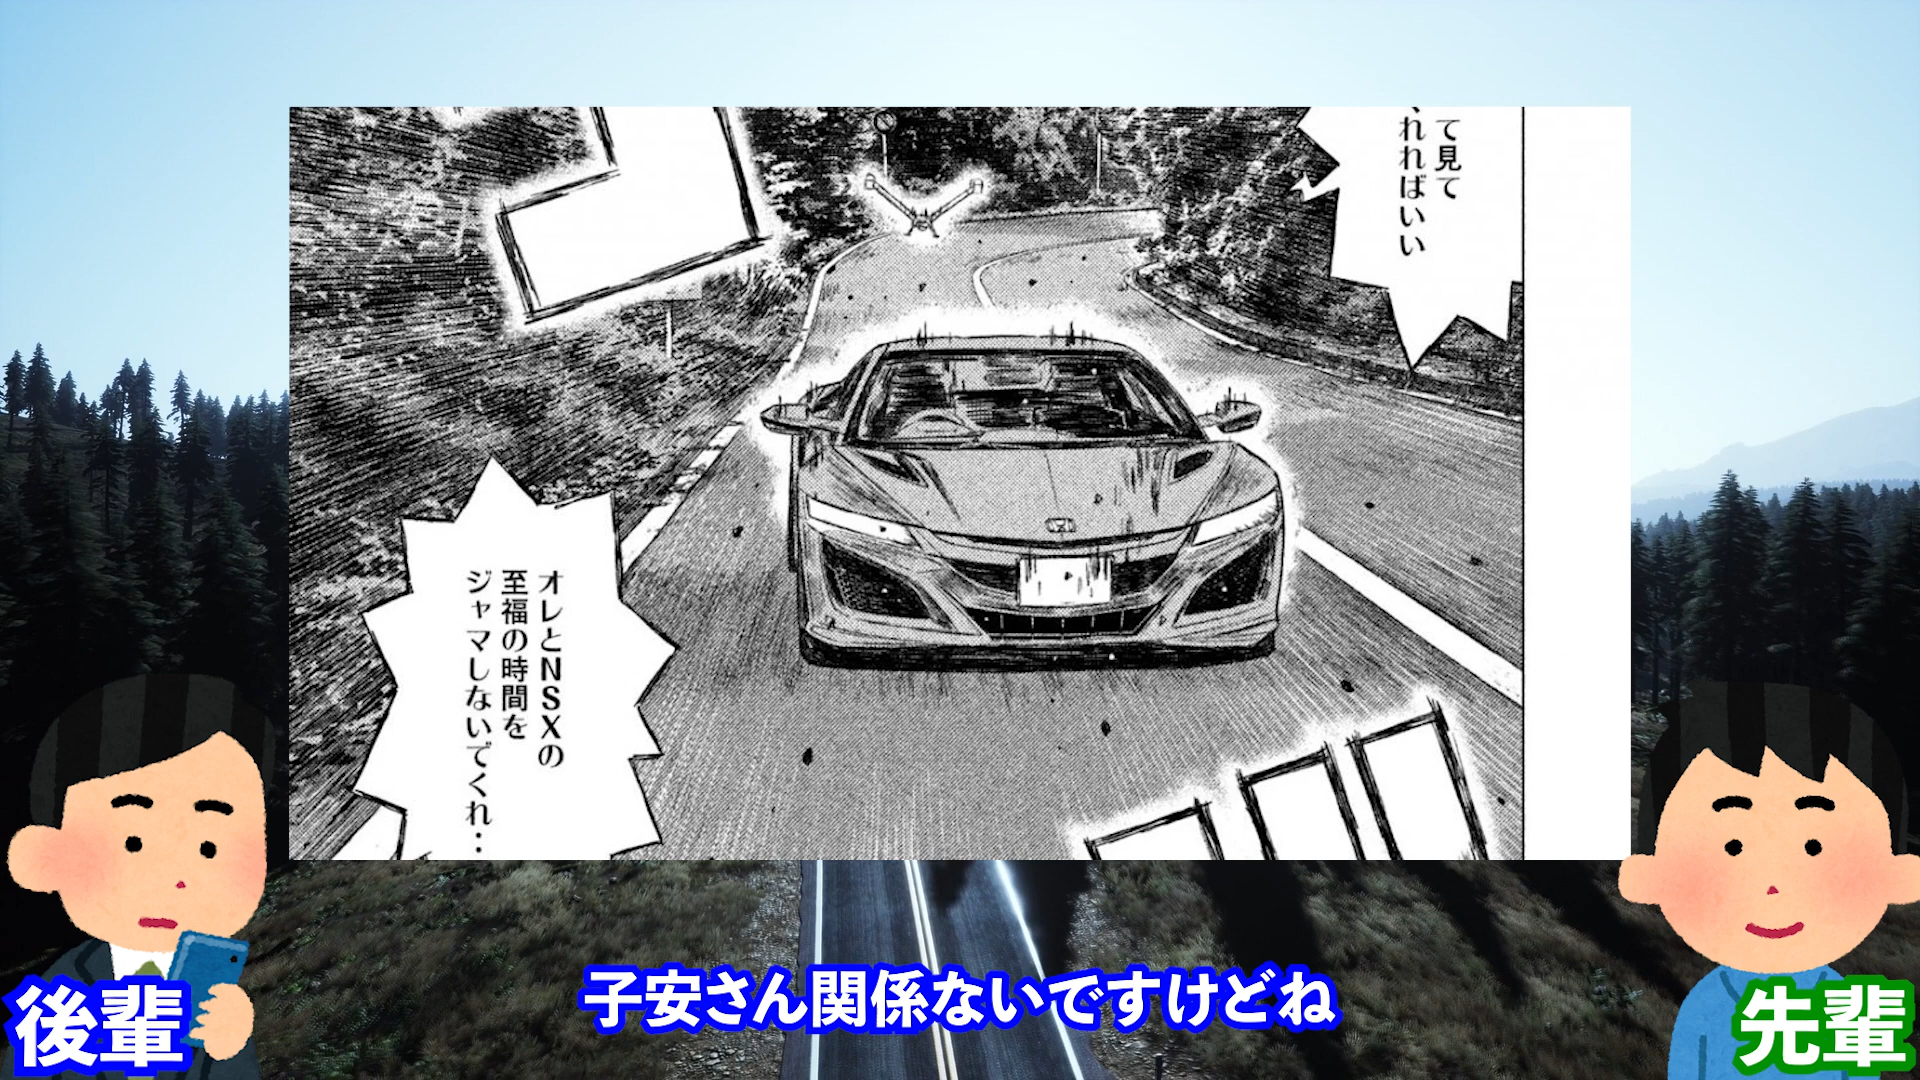 て見て
くれればいい
オレとNSXの
至福の時間を
ジャマしないでくれ‥
子安さん関係ないですけどね
後輩
先輩